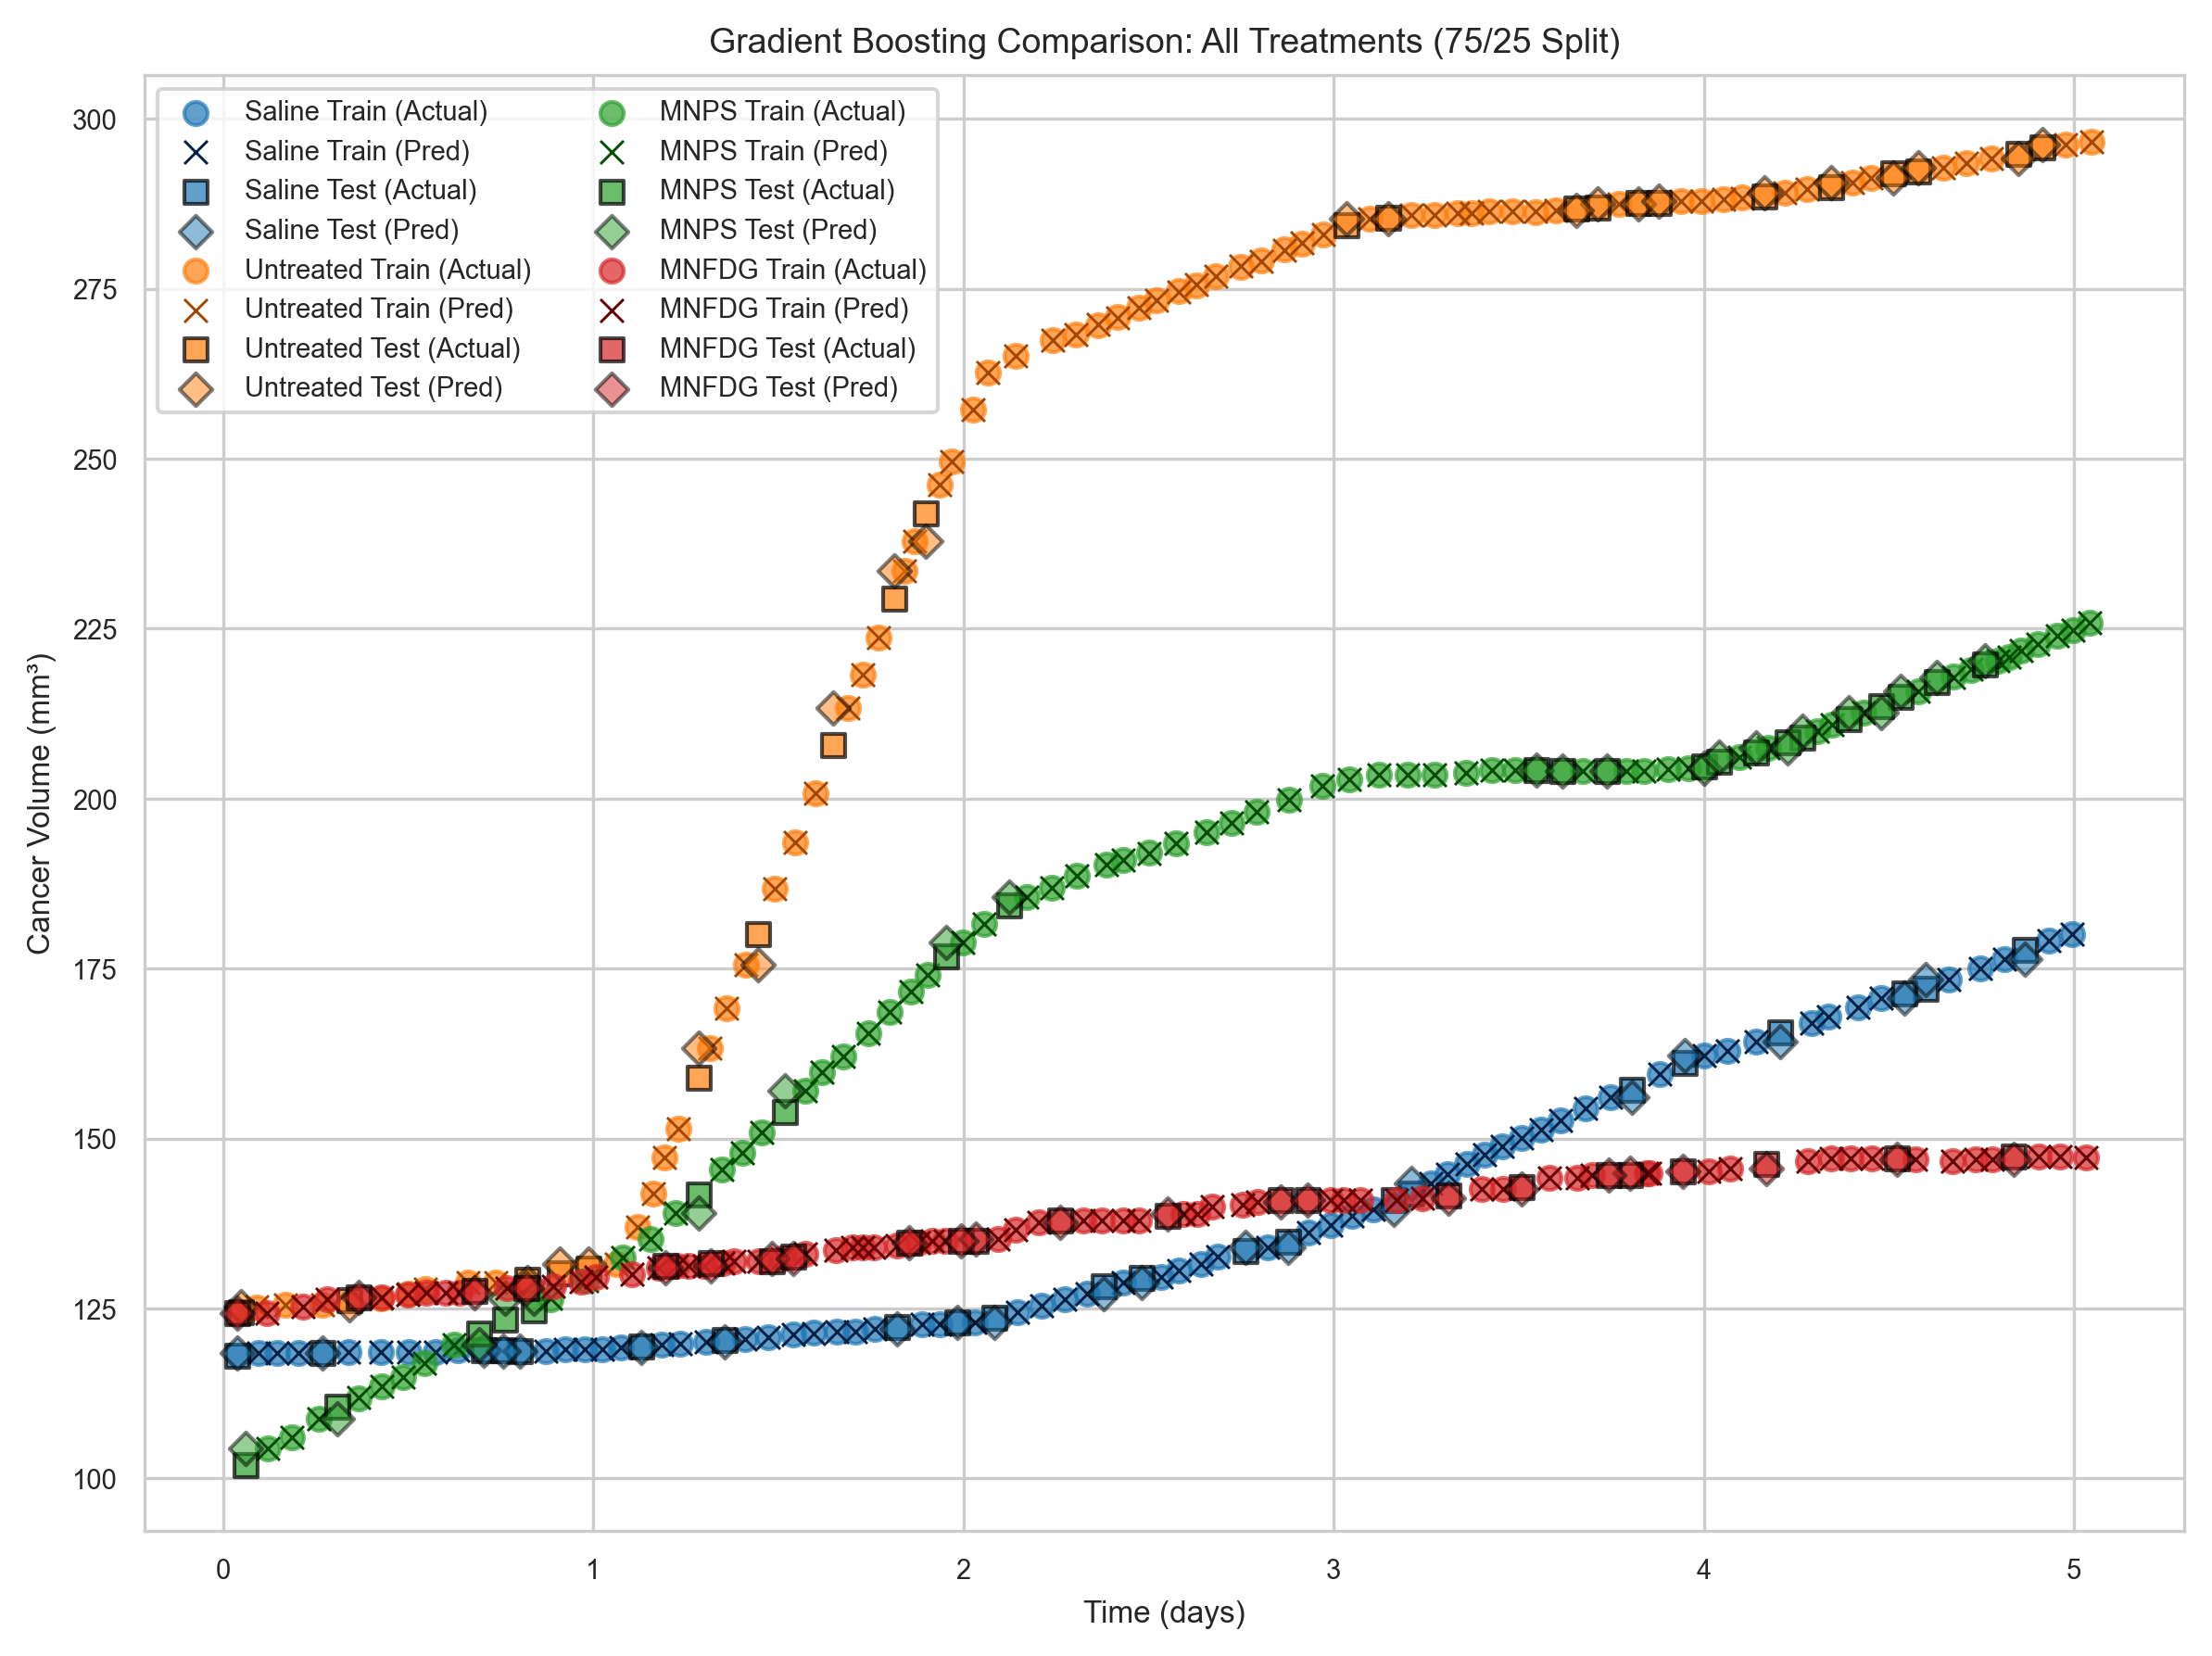 Gradient Boosting Comparison: All Treatments (75/25 Split)
Saline Train (Actual)
Saline Train (Pred)
Saline Test (Actual)
Saline Test (Pred)
Untreated Train (Actual)
Untreated Train (Pred)
Untreated Test (Actual)
Untreated Test (Pred)
MNPS Train (Actual)
MNPS Train (Pred)
MNPS Test (Actual)
MNPS Test (Pred)
MNFDG Train (Actual)
MNFDG Train (Pred)
MNFDG Test (Actual)
MNFDG Test (Pred)
Cancer Volume (mm³)
300
275
250
225
200
175
150
125
100
0 1 2 3 4 5
Time (days)